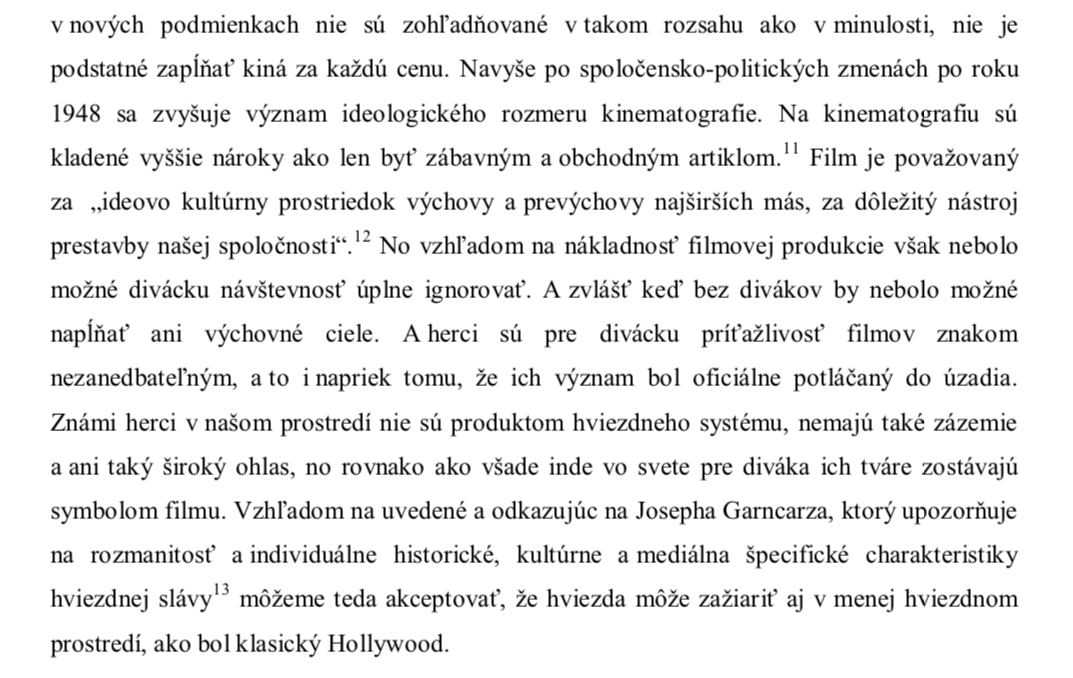 v nových podmienkach nie sú zohľadňované v takom rozsahu ako v minulosti, nie je
podstatné zapĺňať kiná za každú cenu. Navyše po spoločensko-politických zmenách po roku
1948 sa zvyšuje význam ideologického rozmeru kinematografie. Na kinematografiu sú
kladené vyššie nároky ako len byť zábavným a obchodným artiklom.11 Film je považovaný
za „ideovo kultúrny prostriedok výchovy a prevýchovy najširších más, za dôležitý nástroj
prestavby našej spoločnosti“.12 No vzhľadom na nákladnosť filmovej produkcie však nebolo
možné divácku návštevnosť úplne ignorovať. A zvlášť keď bez divákov by nebolo možné
napĺňať ani výchovné ciele. A herci sú pre divácku príťažlivosť filmov znakom
nezanedbateľným, a to i napriek tomu, že ich význam bol oficiálne potláčaný do úzadia.
Známi herci v našom prostredí nie sú produktom hviezdneho systému, nemajú také zázemie
a ani taký široký ohlas, no rovnako ako všade inde vo svete pre diváka ich tváre zostávajú
symbolom filmu. Vzhľadom na uvedené a odkazujúc na Josepha Garncarza, ktorý upozorňuje
na rozmanitosť a individuálne historické, kultúrne a mediálna špecifické charakteristiky
hviezdnej slávy13 môžeme teda akceptovať, že hviezda môže zažiariť aj v menej hviezdnom
prostredí, ako bol klasický Hollywood.